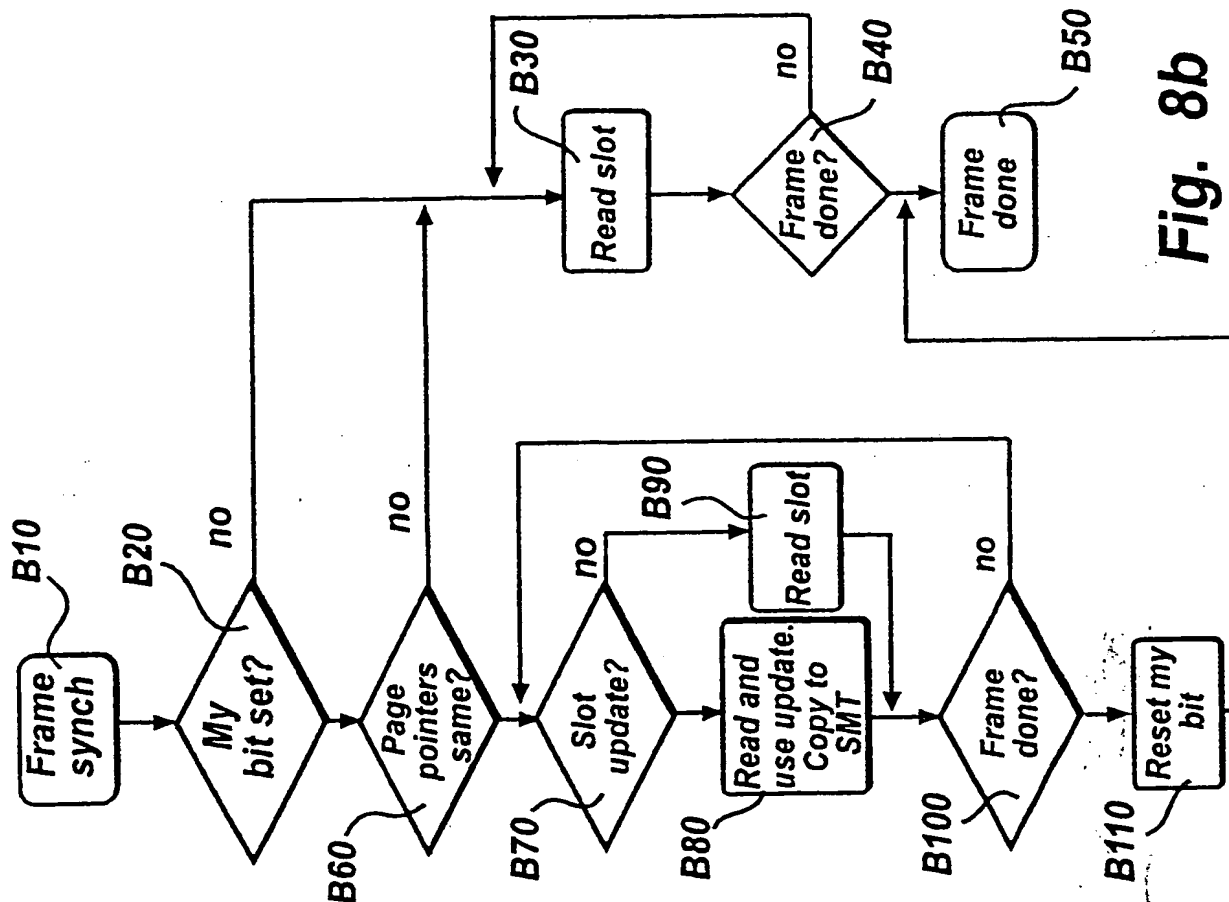 B10
Frame
synch
B20
My
bit set?
no
B60
Page
pointers
same?
no
B70
Slot
update?
no
B80
Read and
use update.
Copy to
SMT
B90
Read slot
B100
Frame
done?
no
B110
Reset my
bit
B30
Read slot
B40
Frame
done?
no
B50
Frame
done
Fig. 8b